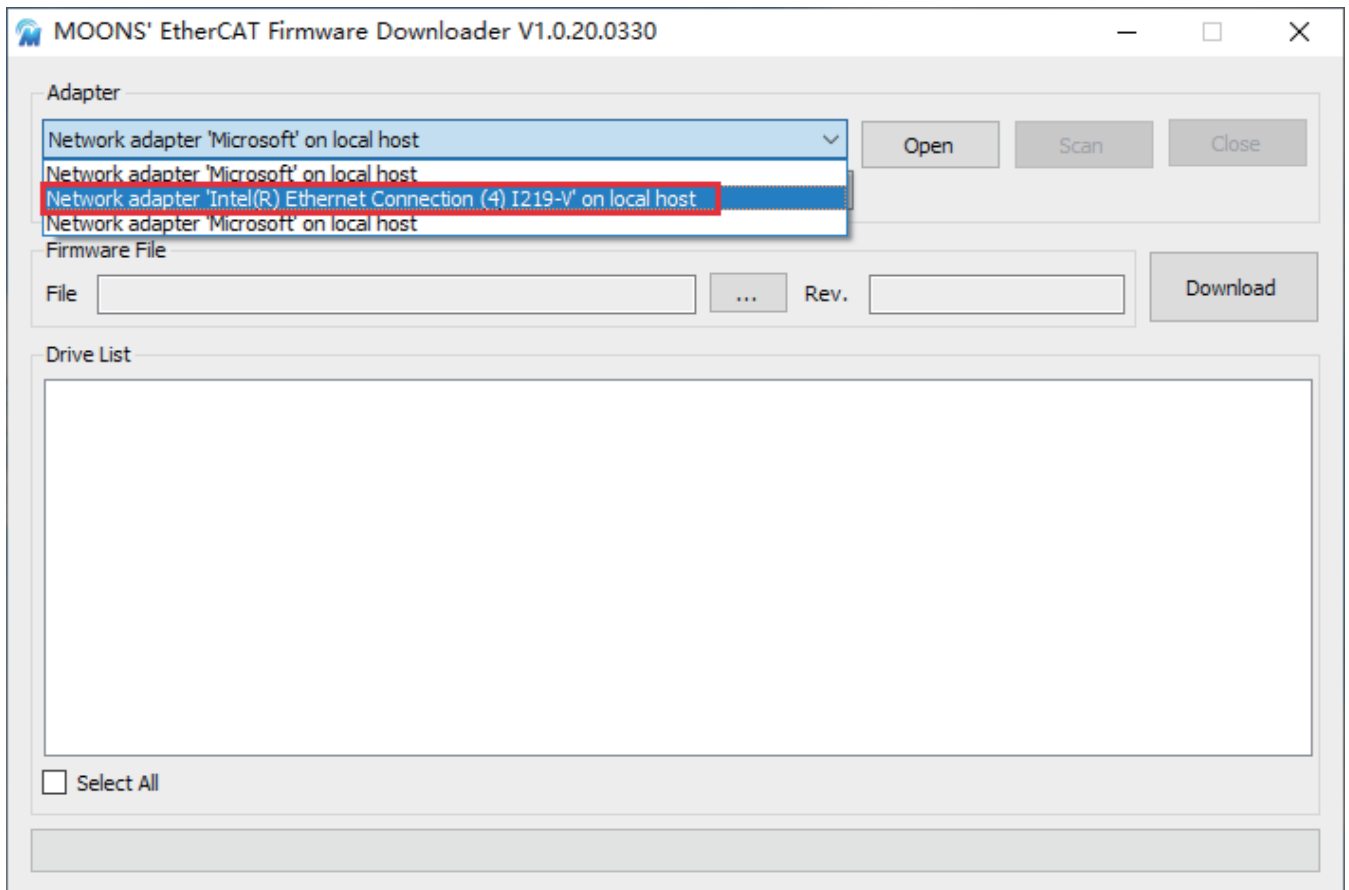 MOONS' EtherCAT Firmware Downloader V1.0.20.0330
Adapter
Network adapter 'Microsoft' on local host
Open
Scan
Close
Network adapter 'Microsoft' on local host
Network adapter 'Intel(R) Ethernet Connection (4) I219-V' on local host
Network adapter 'Microsoft' on local host
Firmware File
File
...
Rev.
Download
Drive List
Select All